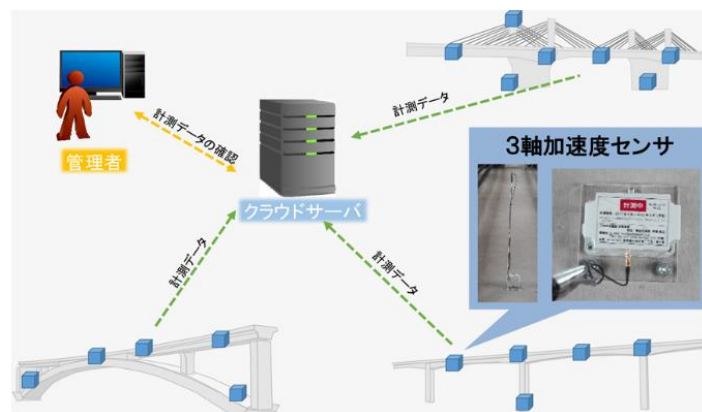 計測データ
計測データの確認
管理者
クラウドサーバ
3軸加速度センサ
計測中
計測データ
計測データ